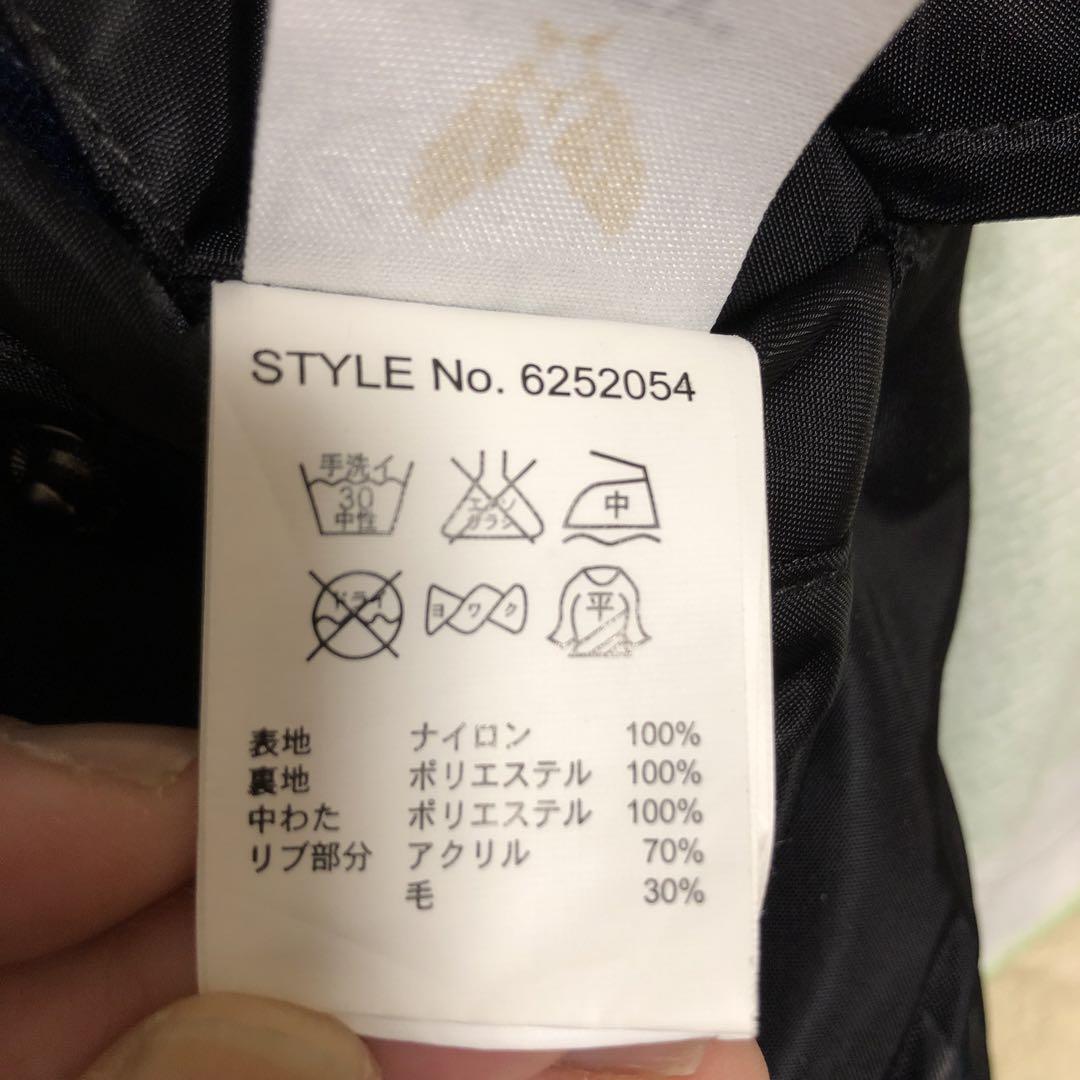 STYLE No. 6252054
手洗イ
30
中性
エンソ
サラシ
中
ドライ
ヨワク
平
表地 ナイロン 100%
裏地 ポリエステル 100%
中わた ポリエステル 100%
リブ部分 アクリル 70%
毛 30%